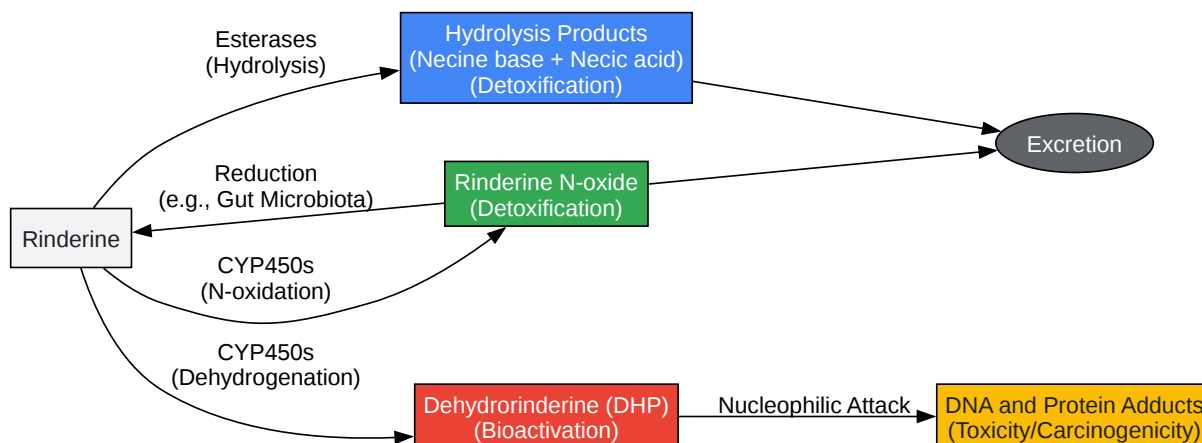 Esterases
(Hydrolysis)
Hydrolysis Products
(Necine base + Necic acid)
(Detoxification)
Excretion
Reduction
(e.g., Gut Microbiota)
Rinderine N-oxide
(Detoxification)
Rinderine
CYP450s
(N-oxidation)
CYP450s
(Dehydrogenation)
Dehydrorinderine (DHP)
(Bioactivation)
Nucleophilic Attack
DNA and Protein Adducts
(Toxicity/Carcinogenicity)